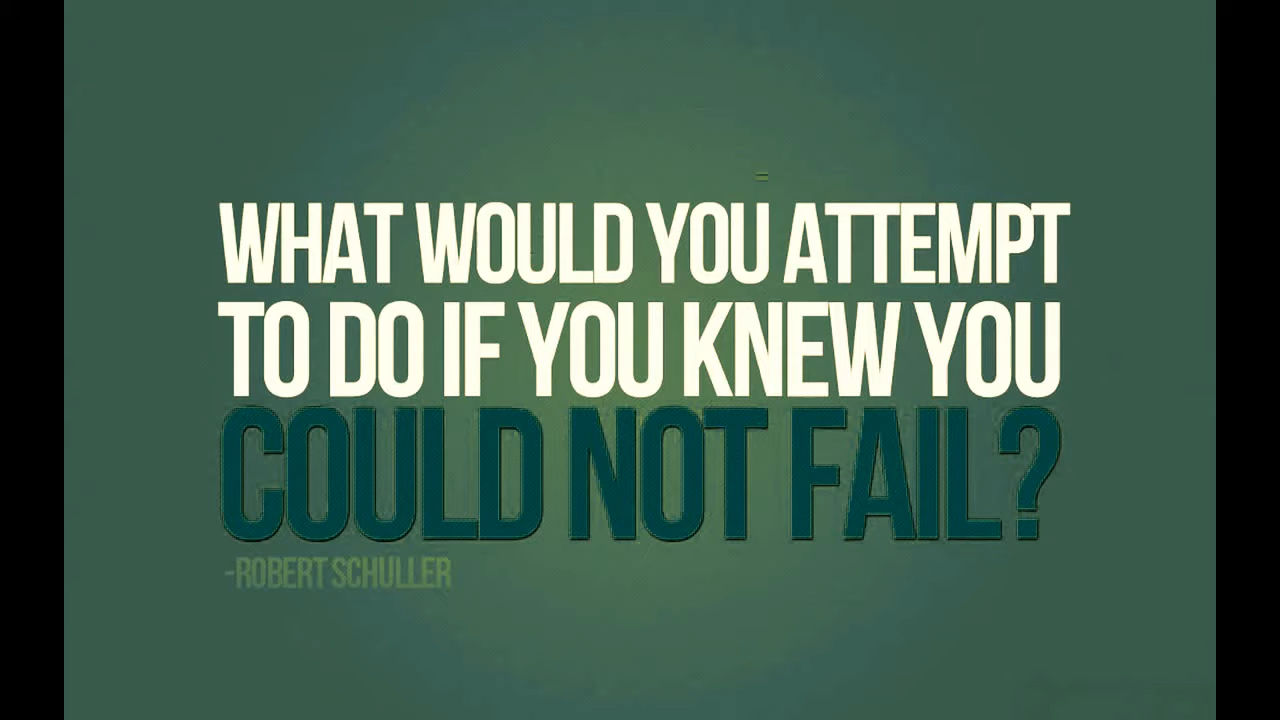 WHAT WOULD YOU ATTEMPT
TO DO IF YOU KNEW YOU
COULD NOT FAIL?
-ROBERT SCHULLER